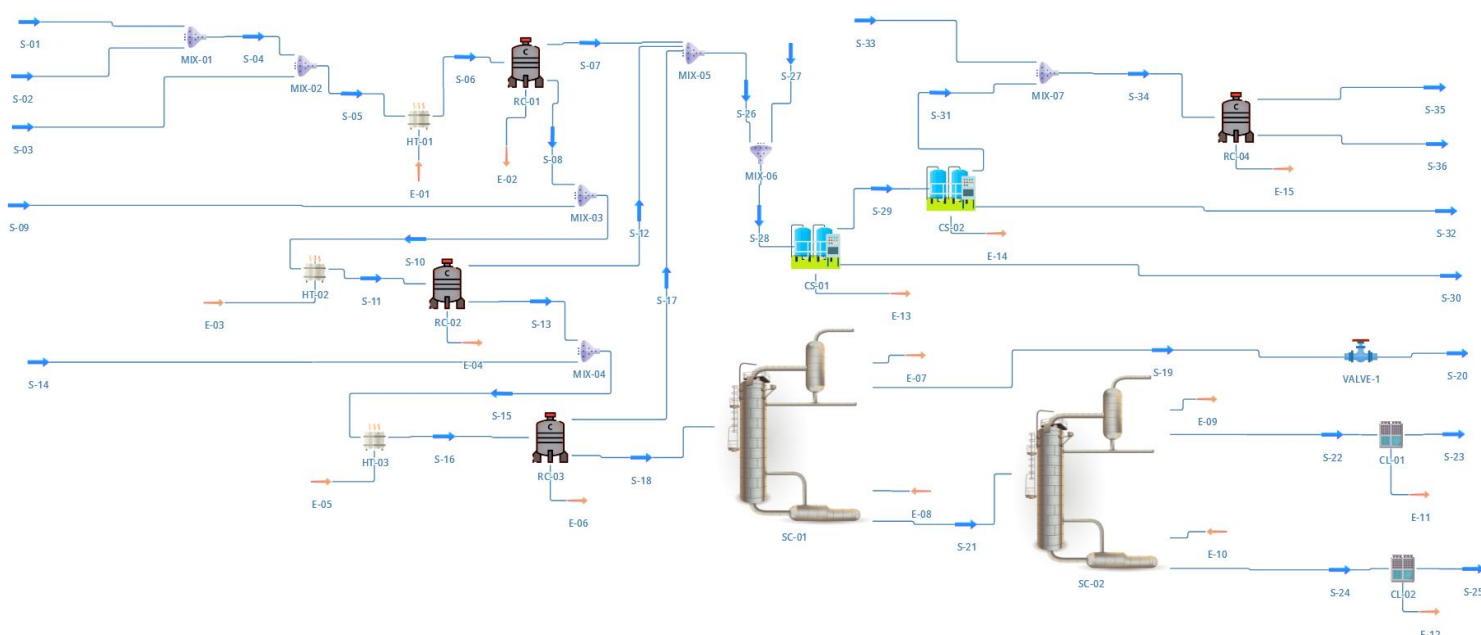 S-01
S-02
S-03
MIX-01
S-04
MIX-02
S-05
HT-01
E-01
S-06
C
RC-01
E-02
S-07
S-08
S-09
MIX-03
S-10
HT-02
E-03
S-11
C
RC-02
E-04
S-12
S-13
S-14
MIX-04
S-15
HT-03
E-05
S-16
C
RC-03
E-06
S-17
S-18
MIX-05
S-26
S-27
MIX-06
S-28
CS-01
E-13
S-29
S-30
CS-02
E-14
S-31
S-32
S-33
MIX-07
S-34
C
RC-04
E-15
S-35
S-36
SC-01
E-07
E-08
S-19
VALVE-1
S-20
S-21
SC-02
E-09
E-10
S-22
CL-01
S-23
E-11
S-24
CL-02
S-25
E-12